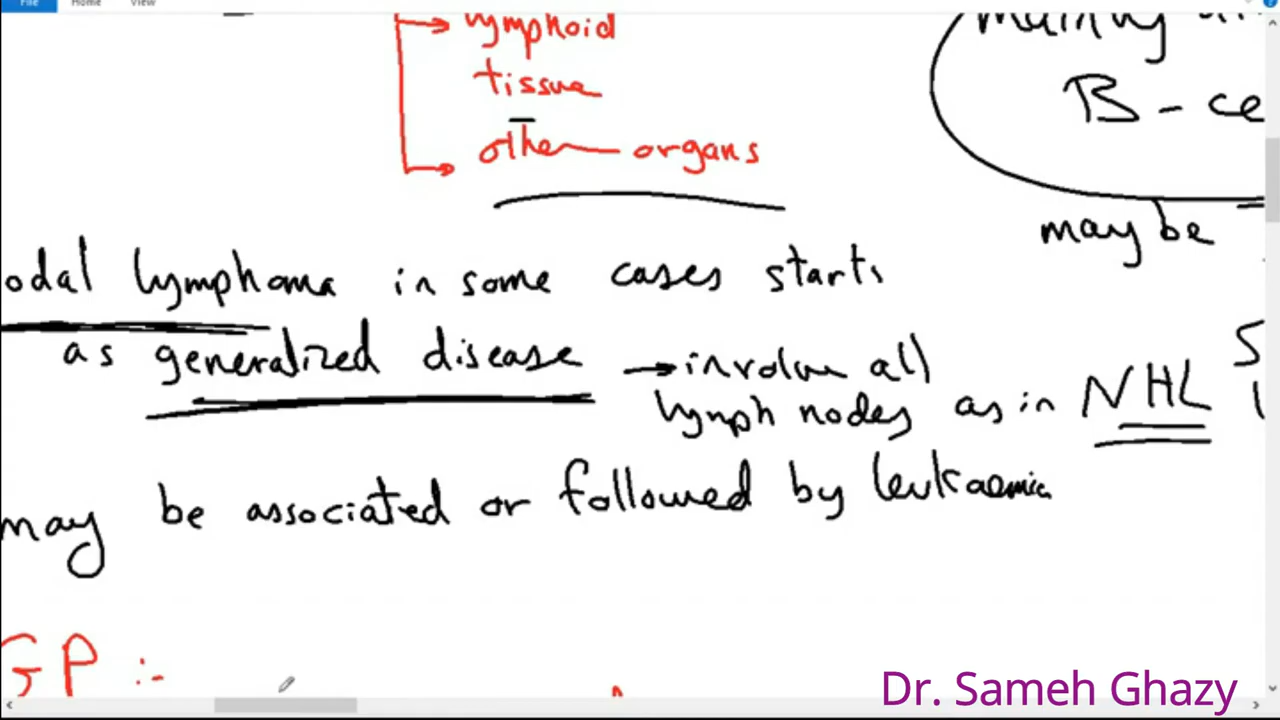 File Home View
lymphoid
tissue
other organs
B - ce
may be
odal lymphoma in some cases starts
as generalized disease → involve all
lymph nodes as in NHL
may be associated or followed by leukaemia
GP :-
Dr. Sameh Ghazy